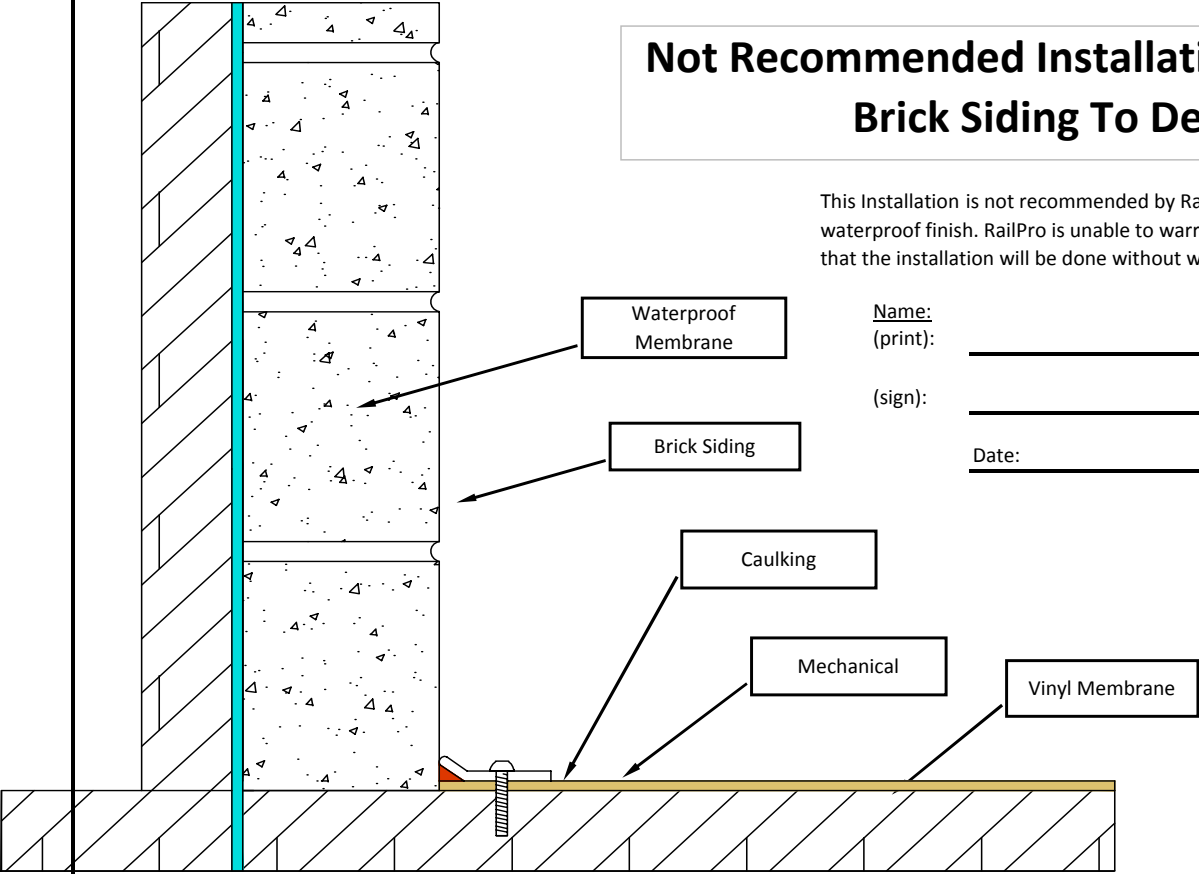 Not Recommended Installati
Brick Siding To De
This Installation is not recommended by Ra
waterproof finish. RailPro is unable to warr
that the installation will be done without w
Name:
(print):
(sign):
Date:
Waterproof
Membrane
Brick Siding
Caulking
Mechanical
Vinyl Membrane